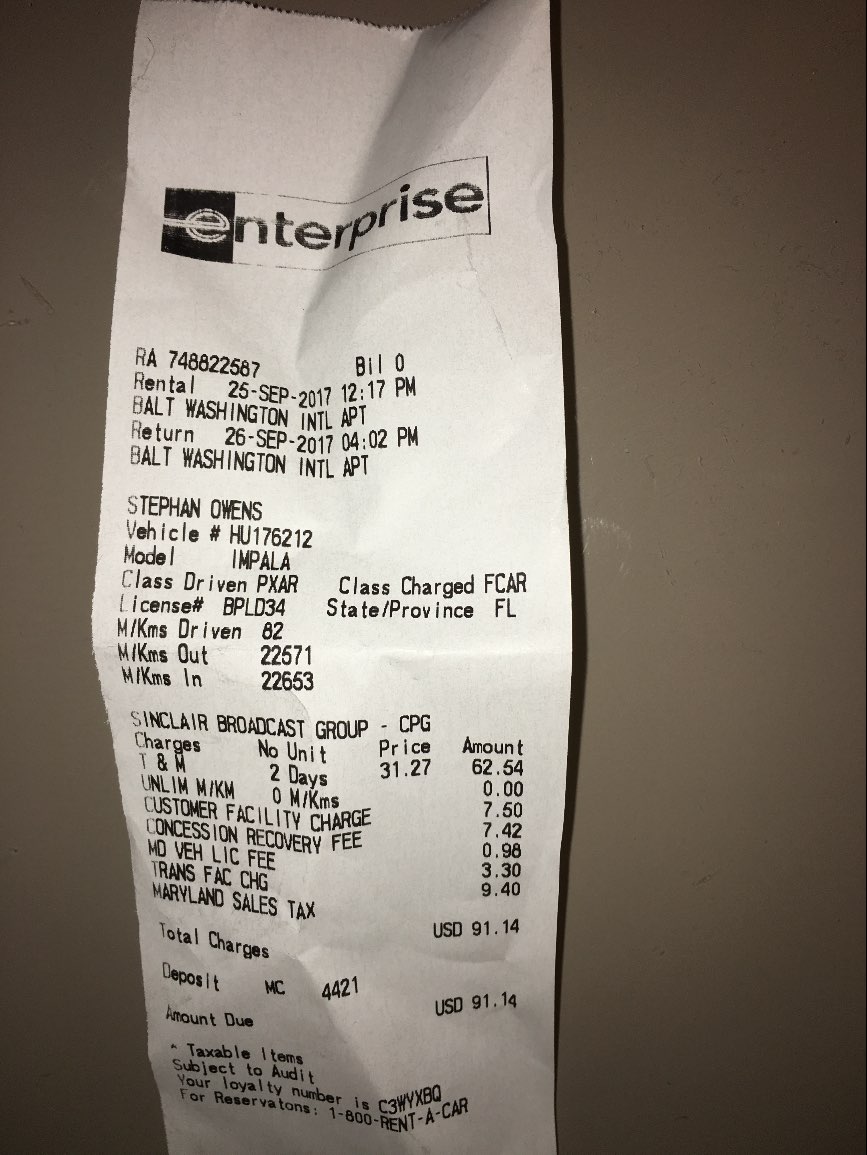 enterprise
RA 748822587 Bil 0
Rental 25-SEP-2017 12:17 PM
BALT WASHINGTON INTL APT
Return 26-SEP-2017 04:02 PM
BALT WASHINGTON INTL APT
STEPHAN OWENS
Vehicle # HU176212
Model IMPALA
Class Driven PXAR Class Charged FCAR
License# BPLD34 State/Province FL
M/Kms Driven 82
M/Kms Out 22571
M/Kms In 22653
SINCLAIR BROADCAST GROUP - CPG
Charges No Unit Price Amount
T & M 2 Days 31.27 62.54
UNLIM M/KM 0 M/Kms 0.00
CUSTOMER FACILITY CHARGE 7.50
CONCESSION RECOVERY FEE 7.42
MD VEH LIC FEE 0.98
TRANS FAC CHG 3.30
MARYLAND SALES TAX 9.40
Total Charges USD 91.14
Deposit MC 4421
Amount Due USD 91.14
^ Taxable Items
Subject to Audit
Your loyalty number is C3WYXBQ
For Reservatons: 1-800-RENT-A-CAR